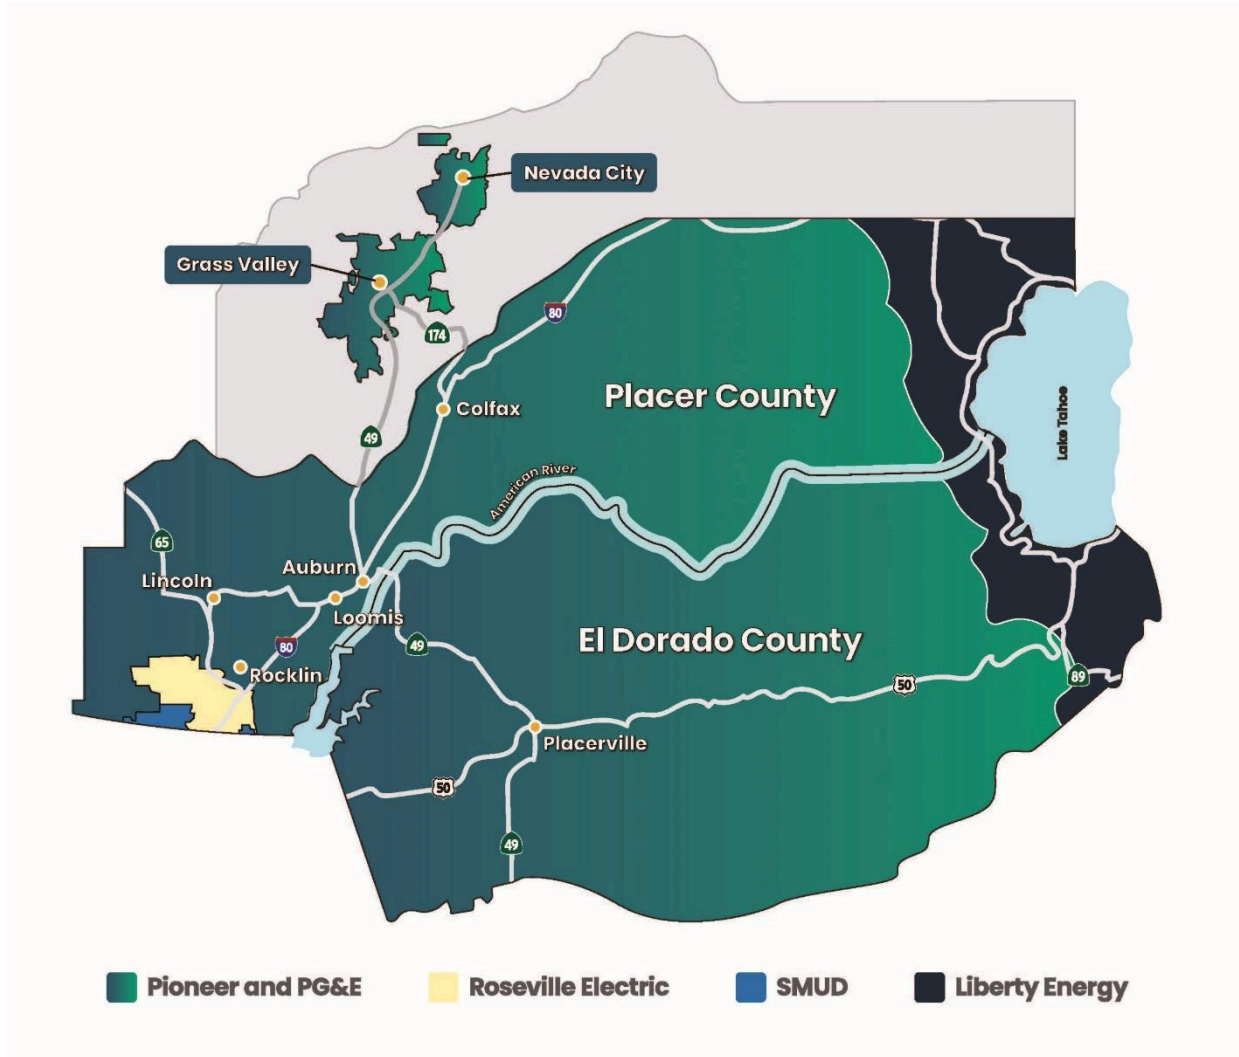 Nevada City
Grass Valley
80
174
Placer County
Colfax
Lake Tahoe
49
American River
65
Auburn
Lincoln
Loomis
El Dorado County
80
49
Rocklin
50
89
Placerville
50
49
Pioneer and PG&E
Roseville Electric
SMUD
Liberty Energy